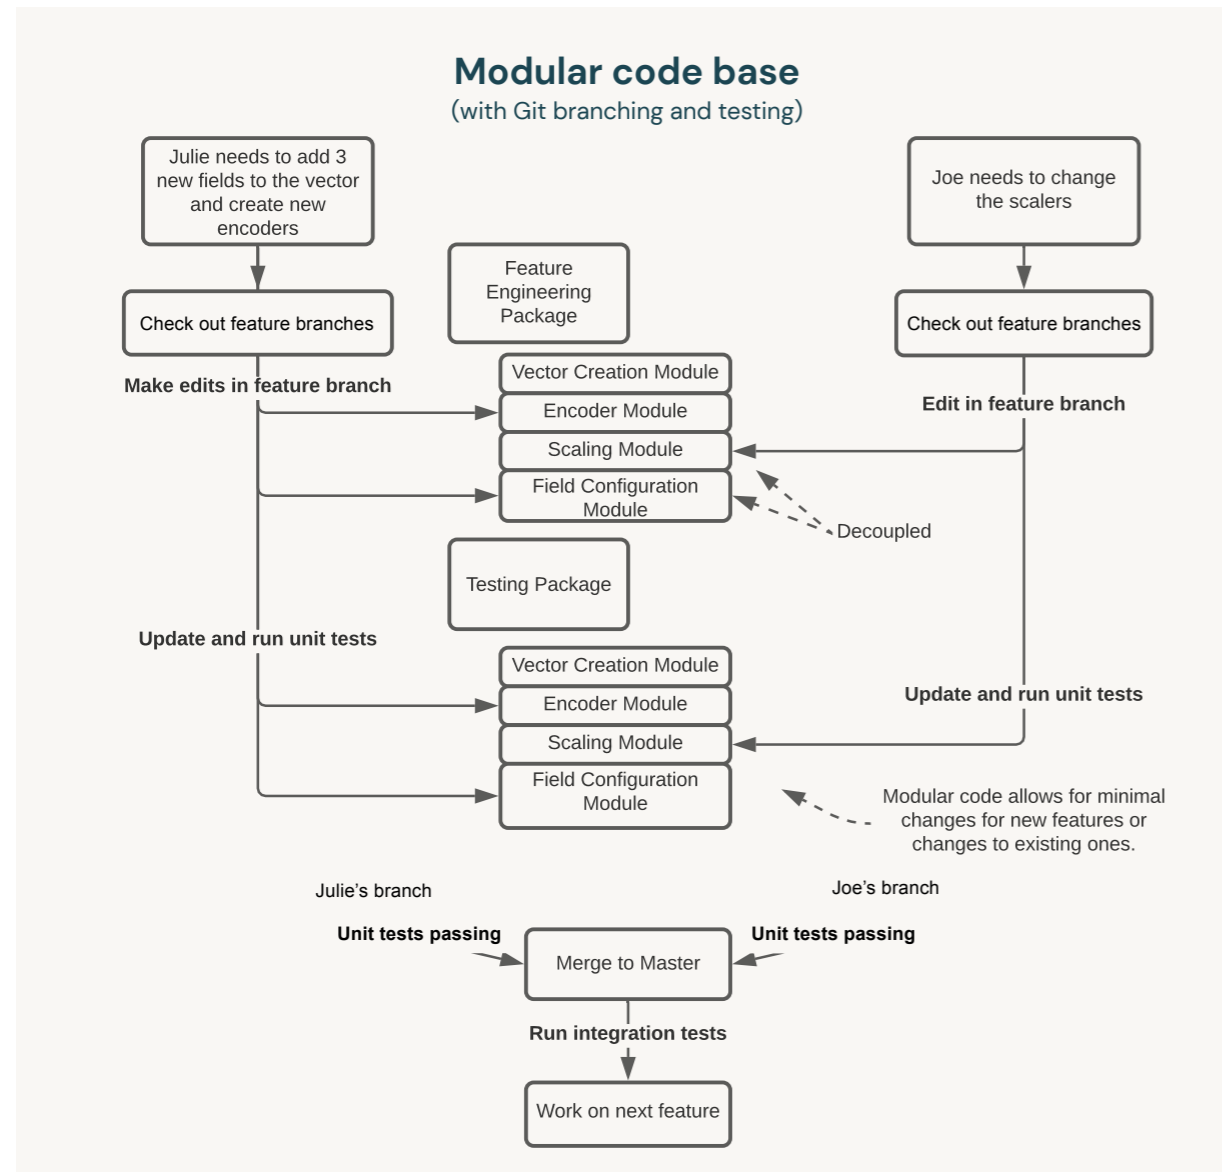 Modular code base
(with Git branching and testing)
Julie needs to add 3
new fields to the vector
and create new
encoders
Joe needs to change
the scalers
Feature
Engineering
Package
Check out feature branches
Check out feature branches
Vector Creation Module
Make edits in feature branch
Edit in feature branch
Encoder Module
Scaling Module
Field Configuration
Module
Decoupled
Testing Package
Update and run unit tests
Vector Creation Module
Update and run unit tests
Encoder Module
Scaling Module
Field Configuration
Module
Modular code allows for minimal
changes for new features or
changes to existing ones.
Julie’s branch
Joe’s branch
Unit tests passing
Unit tests passing
Merge to Master
Run integration tests
Work on next feature